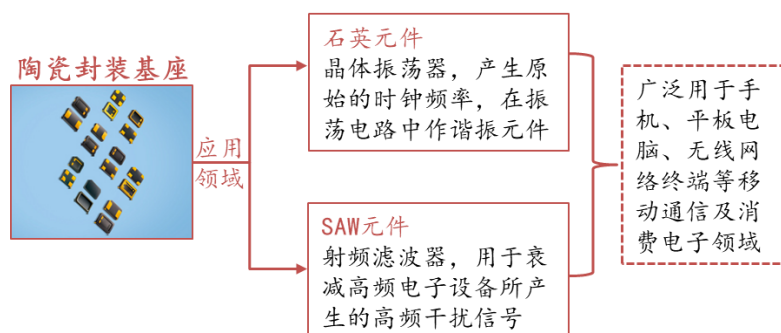 陶瓷封装基座
应用
领域
石英元件
晶体振荡器，产生原
始的时钟频率，在振
荡电路中作谐振元件
SAW元件
射频滤波器，用于衰
减高频电子设备所产
生的高频干扰信号
广泛用于手
机、平板电
脑、无线网
络终端等移
动通信及消
费电子领域